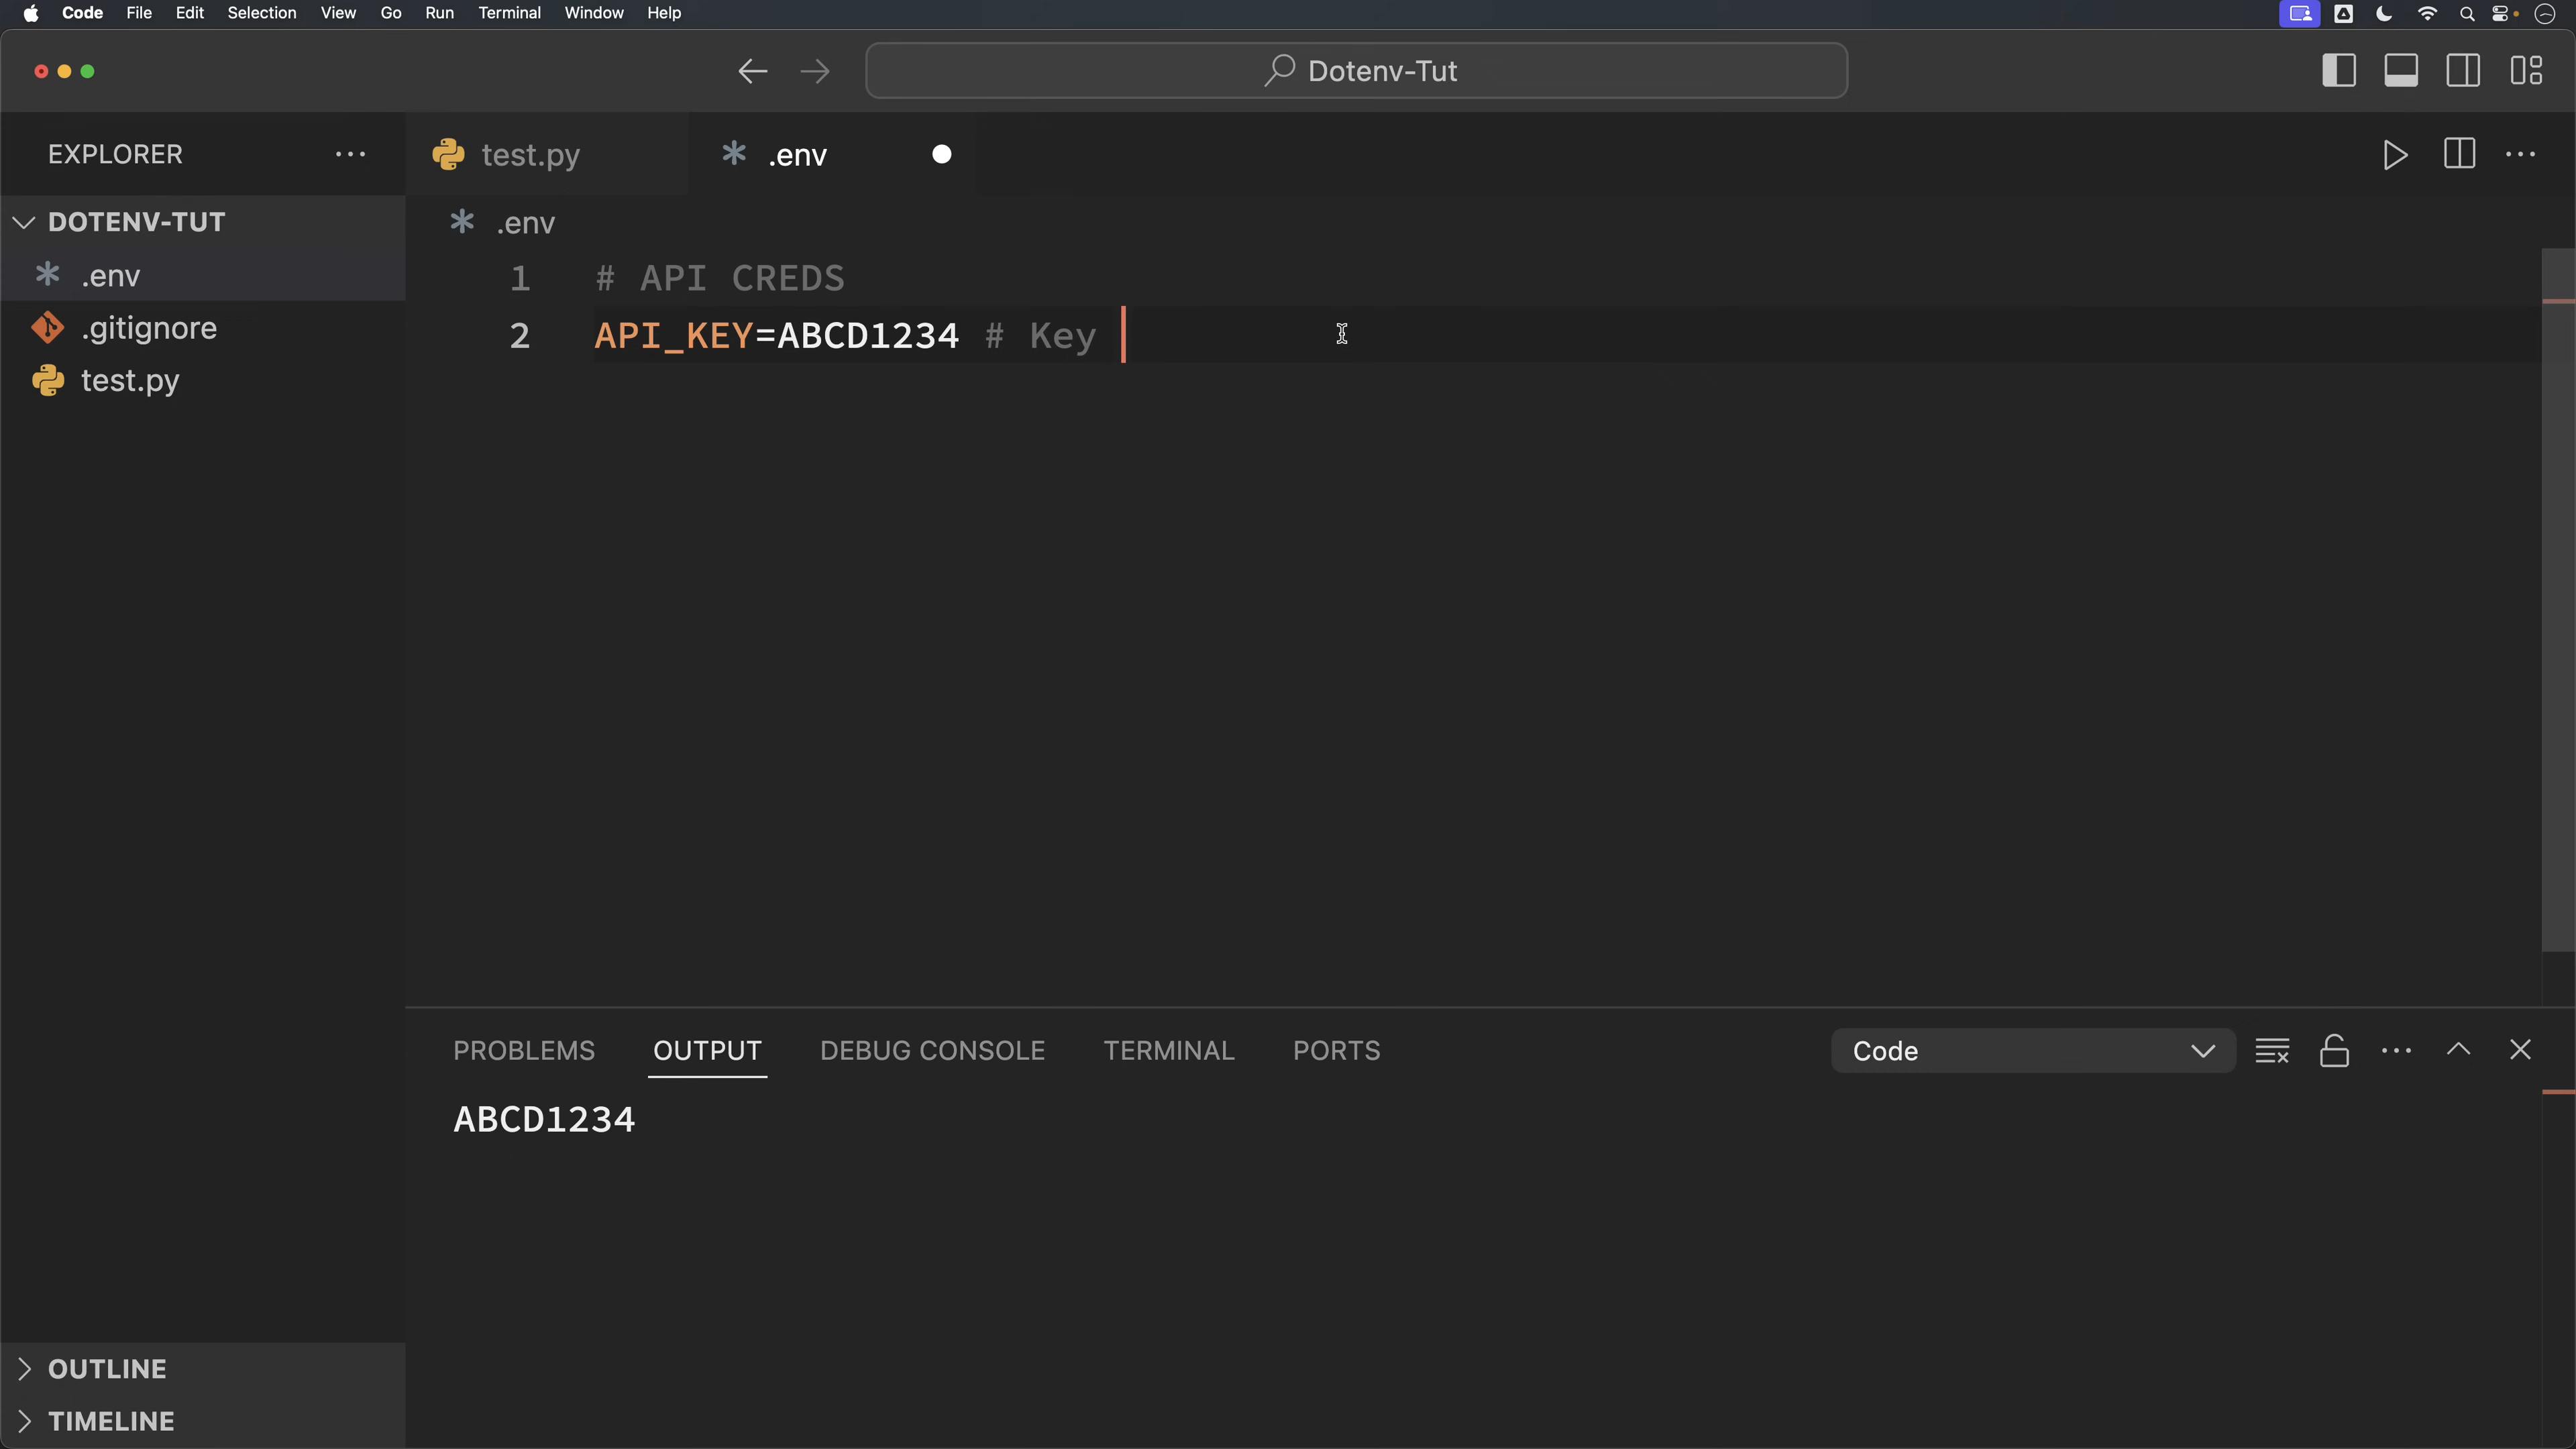 Code File Edit Selection View Go Run Terminal Window Help
Dotenv-Tut
EXPLORER
test.py
.env
DOTENV-TUT
.env
.gitignore
test.py
.env
1 # API CREDS
2 API_KEY=ABCD1234 # Key
PROBLEMS OUTPUT DEBUG CONSOLE TERMINAL PORTS
Code
ABCD1234
OUTLINE
TIMELINE